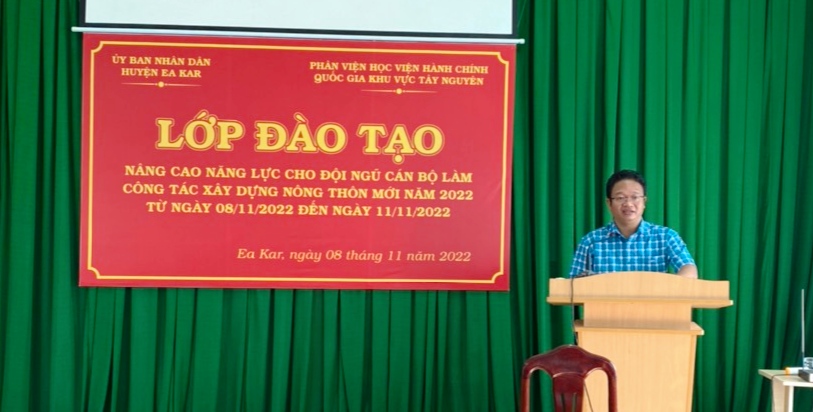 ỦY BAN NHÂN DÂN
HUYỆN EA KAR
PHÂN VIỆN HỌC VIỆN HÀNH CHÍNH
QUỐC GIA KHU VỰC TÂY NGUYÊN
LỚP ĐÀO TẠO
NÂNG CAO NĂNG LỰC CHO ĐỘI NGŨ CÁN BỘ LÀM
CÔNG TÁC XÂY DỰNG NÔNG THÔN MỚI NĂM 2022
TỪ NGÀY 08/11/2022 ĐẾN NGÀY 11/11/2022
Ea Kar, ngày 08 tháng 11 năm 2022